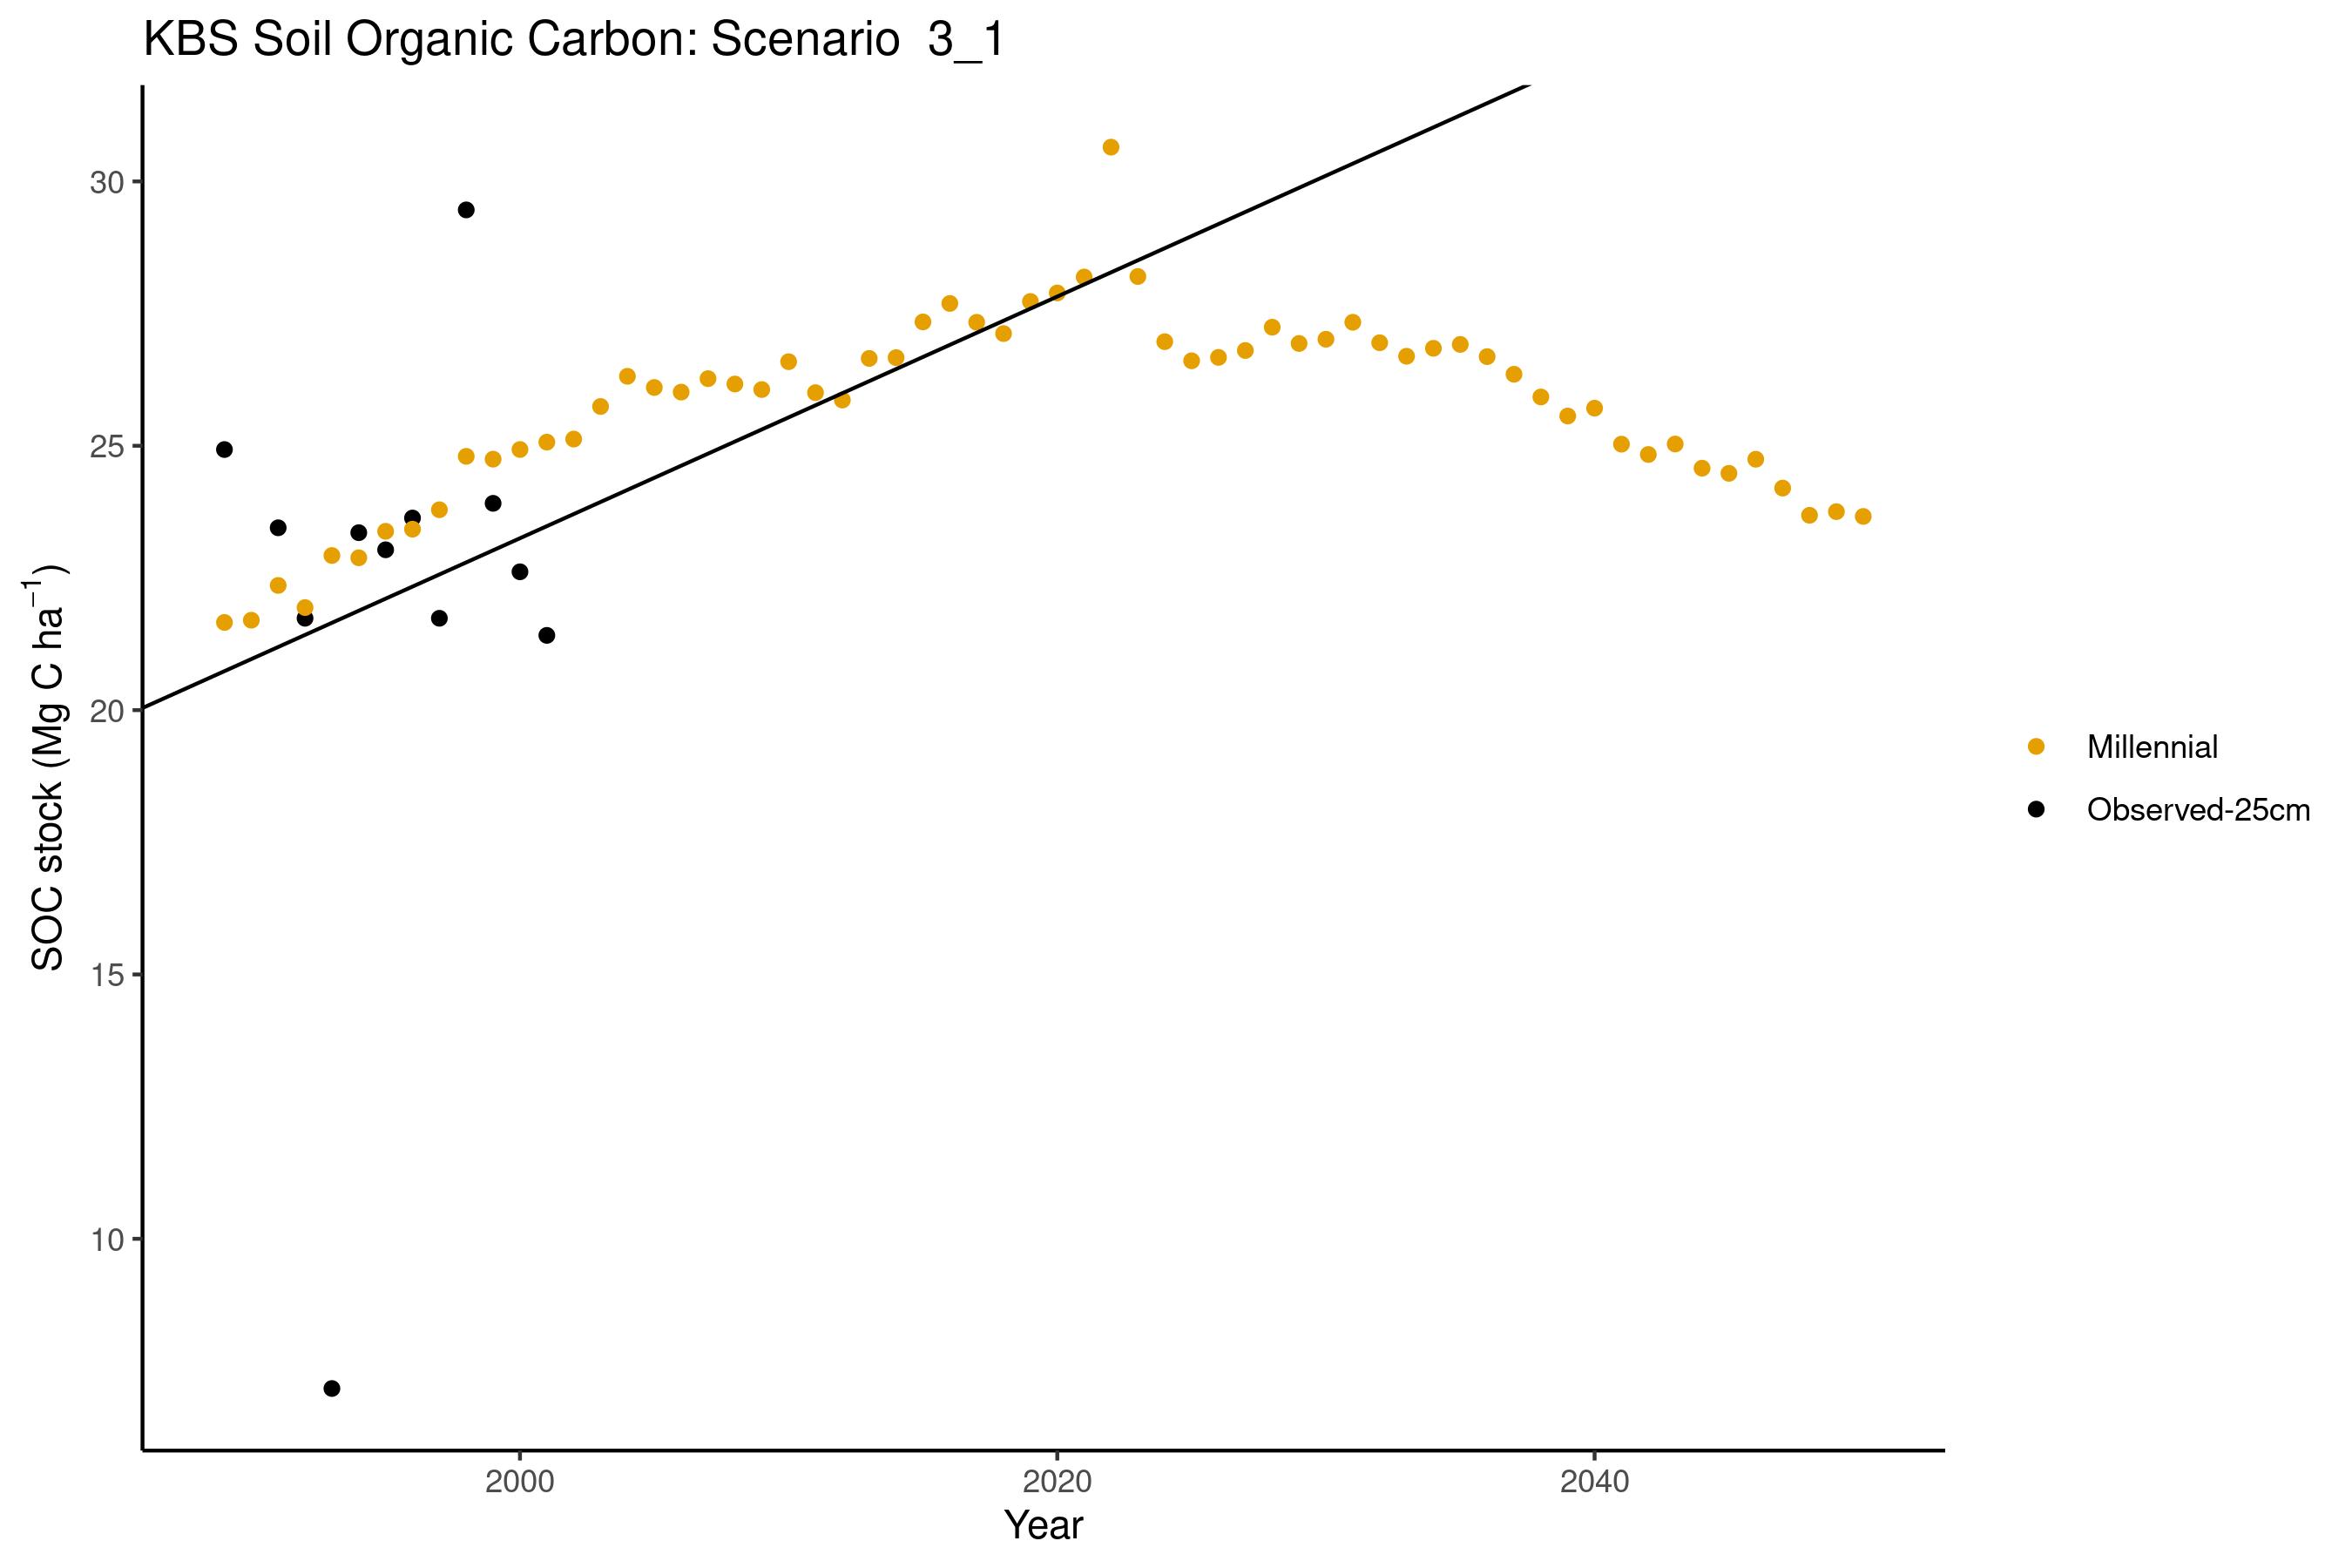 KBS Soil Organic Carbon: Scenario  3_1
SOC stock (Mg C ha⁻¹)
30
25
20
15
10
2000
2020
2040
Year
Millennial
Observed-25cm